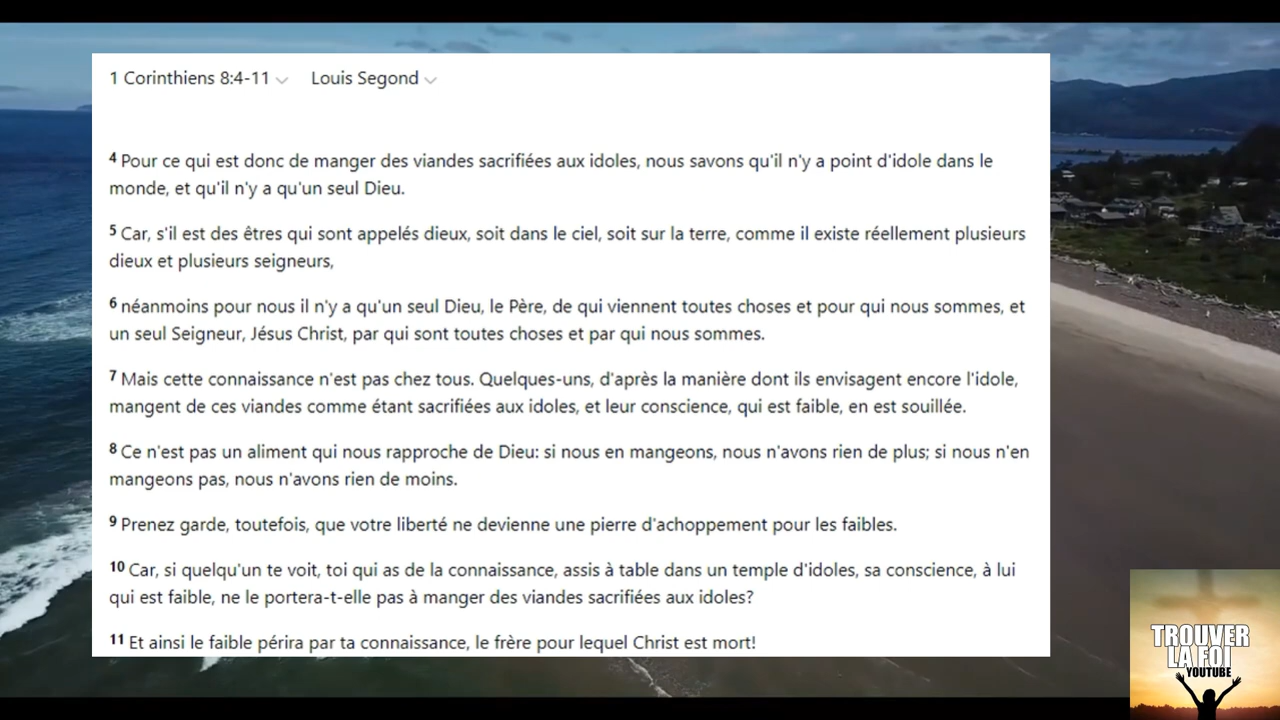 1 Corinthiens 8:4-11 Louis Segond
4 Pour ce qui est donc de manger des viandes sacrifiées aux idoles, nous savons qu'il n'y a point d'idole dans le
monde, et qu'il n'y a qu'un seul Dieu.
5 Car, s'il est des êtres qui sont appelés dieux, soit dans le ciel, soit sur la terre, comme il existe réellement plusieurs
dieux et plusieurs seigneurs,
6 néanmoins pour nous il n'y a qu'un seul Dieu, le Père, de qui viennent toutes choses et pour qui nous sommes, et
un seul Seigneur, Jésus Christ, par qui sont toutes choses et par qui nous sommes.
7 Mais cette connaissance n'est pas chez tous. Quelques-uns, d'après la manière dont ils envisagent encore l'idole,
mangent de ces viandes comme étant sacrifiées aux idoles, et leur conscience, qui est faible, en est souillée.
8 Ce n'est pas un aliment qui nous rapproche de Dieu: si nous en mangeons, nous n'avons rien de plus; si nous n'en
mangeons pas, nous n'avons rien de moins.
9 Prenez garde, toutefois, que votre liberté ne devienne une pierre d'achoppement pour les faibles.
10 Car, si quelqu'un te voit, toi qui as de la connaissance, assis à table dans un temple d'idoles, sa conscience, à lui
qui est faible, ne le portera-t-elle pas à manger des viandes sacrifiées aux idoles?
11 Et ainsi le faible périra par ta connaissance, le frère pour lequel Christ est mort!
TROUVER
LA FOI
YOUTUBE